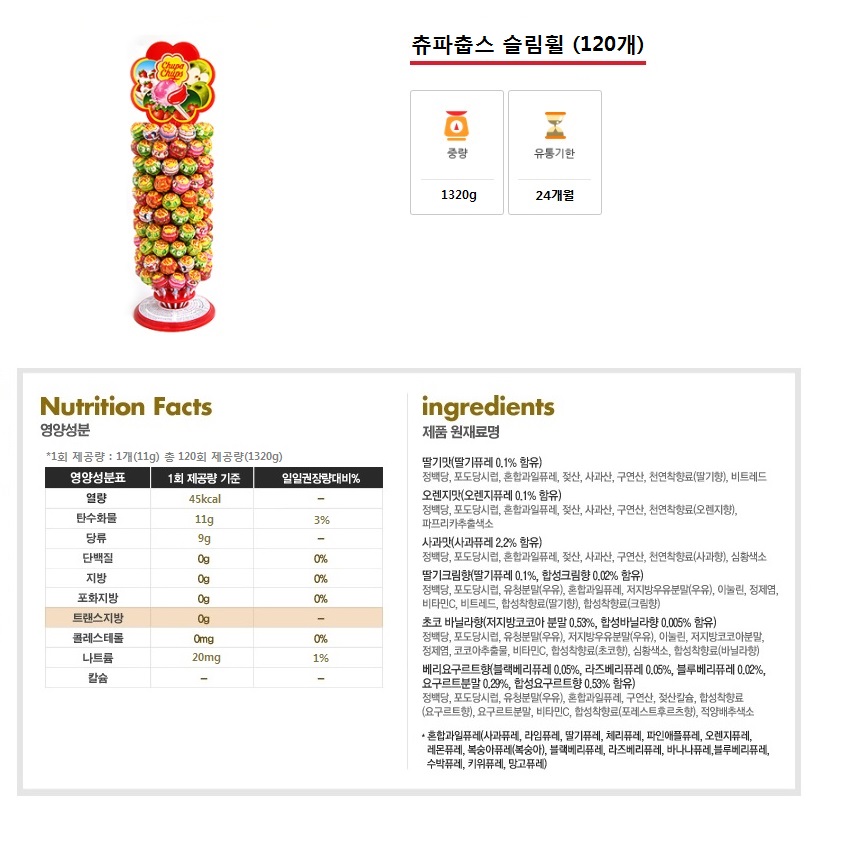 츄파춥스 슬림휠 (120개)
Chupa
Chups
중량
유통기한
1320g
24개월
Nutrition Facts
영양성분
*1회 제공량 : 1개(11g) 총 120회 제공량(1320g)
영양성분표 1회 제공량 기준 일일권장량대비%
열량 45kcal –
탄수화물 11g 3%
당류 9g –
단백질 0g 0%
지방 0g 0%
포화지방 0g 0%
트랜스지방 0g –
콜레스테롤 0mg 0%
나트륨 20mg 1%
칼슘 – –
ingredients
제품 원재료명
딸기맛(딸기퓨레 0.1% 함유)
정백당, 포도당시럽, 혼합과일퓨레, 젖산, 사과산, 구연산, 천연착향료(딸기향), 비트레드
오렌지맛(오렌지퓨레 0.1% 함유)
정백당, 포도당시럽, 혼합과일퓨레, 젖산, 사과산, 구연산, 천연착향료(오렌지향),
파프리카추출색소
사과맛(사과퓨레 2.2% 함유)
정백당, 포도당시럽, 혼합과일퓨레, 젖산, 사과산, 구연산, 천연착향료(사과향), 심황색소
딸기크림향(딸기퓨레 0.1%, 합성크림향 0.02% 함유)
정백당, 포도당시럽, 유청분말(우유), 혼합과일퓨레, 저지방우유분말(우유), 이눌린, 정제염,
비타민C, 비트레드, 합성착향료(딸기향), 합성착향료(크림향)
초코 바닐라향(저지방코코아 분말 0.53%, 합성바닐라향 0.005% 함유)
정백당, 포도당시럽, 유청분말(우유), 저지방우유분말(우유), 이눌린, 저지방코코아분말,
정제염, 코코아추출물, 비타민C, 합성착향료(초코향), 심황색소, 합성착향료(바닐라향)
베리요구르트향(블랙베리퓨레 0.05%, 라즈베리퓨레 0.05%, 블루베리퓨레 0.02%,
요구르트분말 0.29%, 합성요구르트향 0.53% 함유)
정백당, 포도당시럽, 유청분말(우유), 혼합과일퓨레, 구연산, 젖산칼슘, 합성착향료
(요구르트향), 요구르트분말, 비타민C, 합성착향료(포레스트후르츠향), 적양배추색소
* 혼합과일퓨레(사과퓨레, 라임퓨레, 딸기퓨레, 체리퓨레, 파인애플퓨레, 오렌지퓨레,
레몬퓨레, 복숭아퓨레(복숭아), 블랙베리퓨레, 라즈베리퓨레, 바나나퓨레,블루베리퓨레,
수박퓨레, 키위퓨레, 망고퓨레)